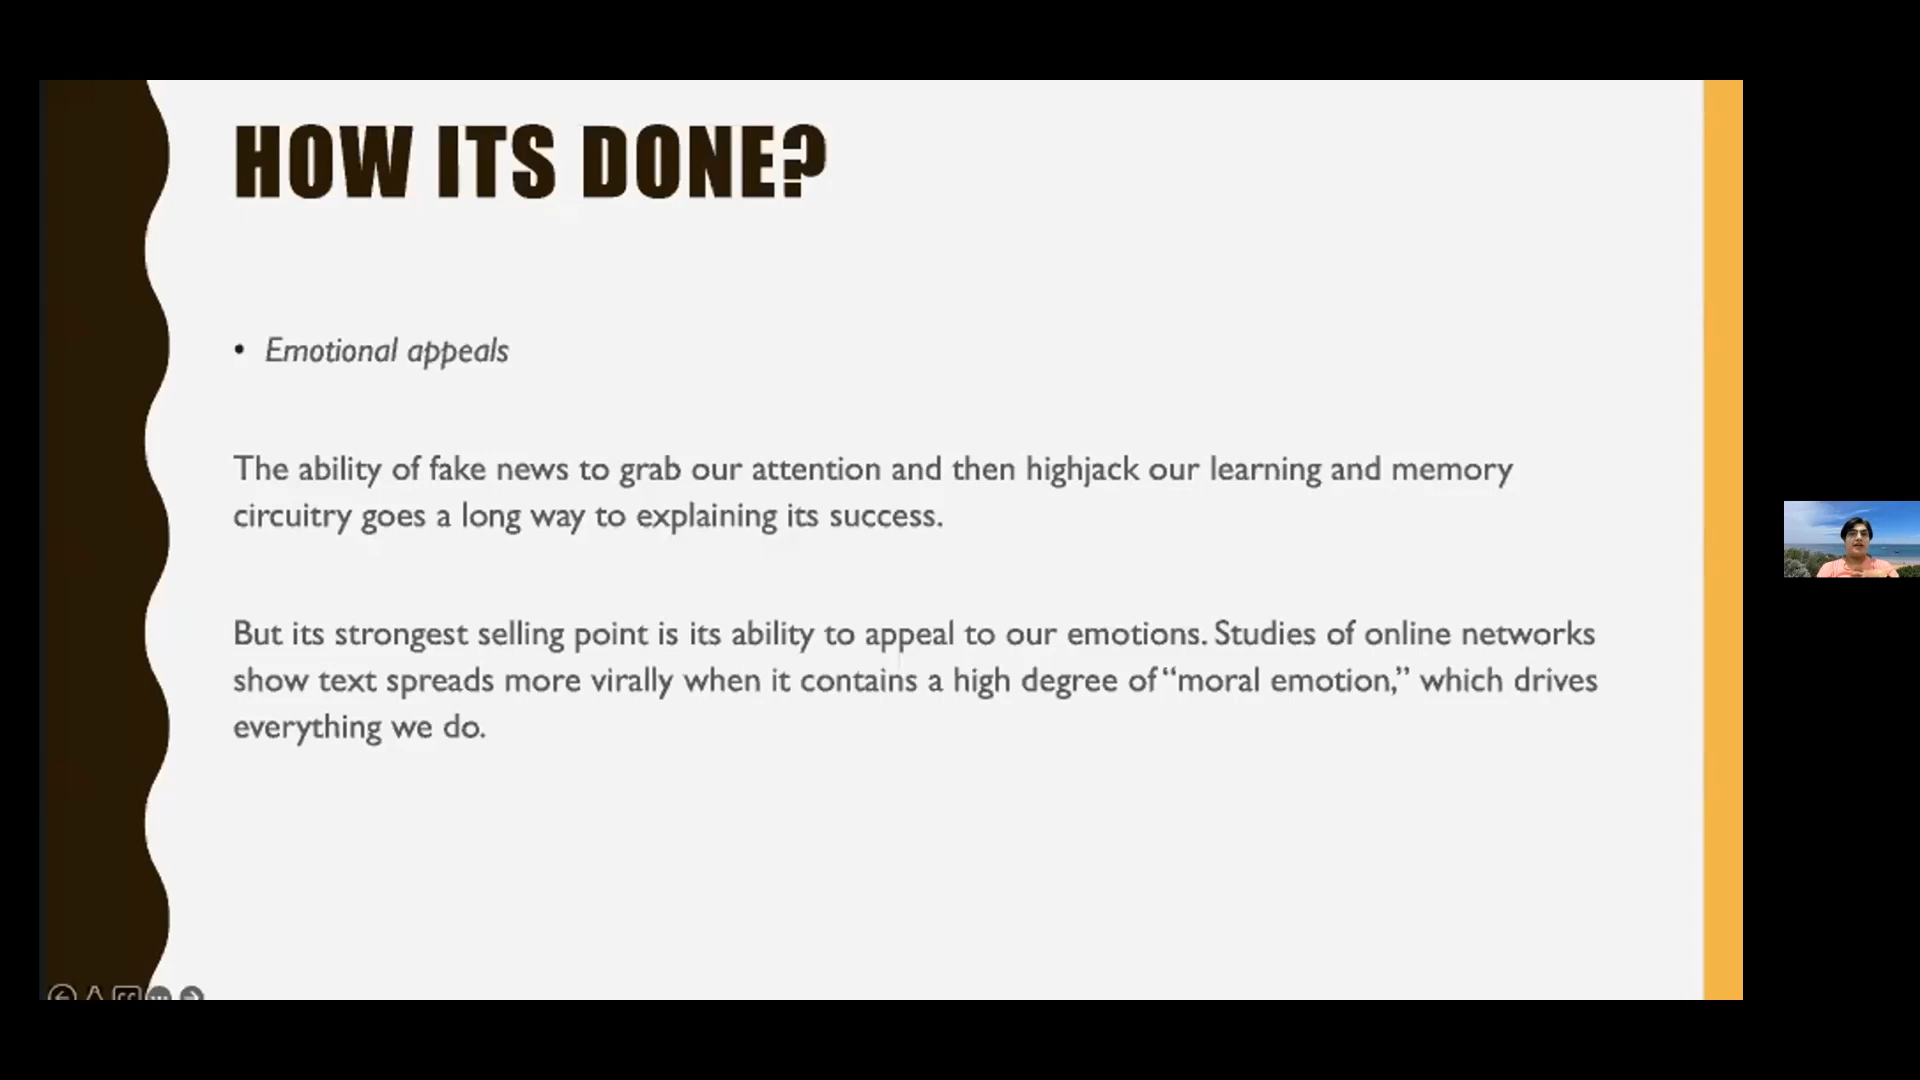 HOW ITS DONE?
• Emotional appeals
The ability of fake news to grab our attention and then highjack our learning and memory
circuitry goes a long way to explaining its success.
But its strongest selling point is its ability to appeal to our emotions. Studies of online networks
show text spreads more virally when it contains a high degree of “moral emotion,” which drives
everything we do.